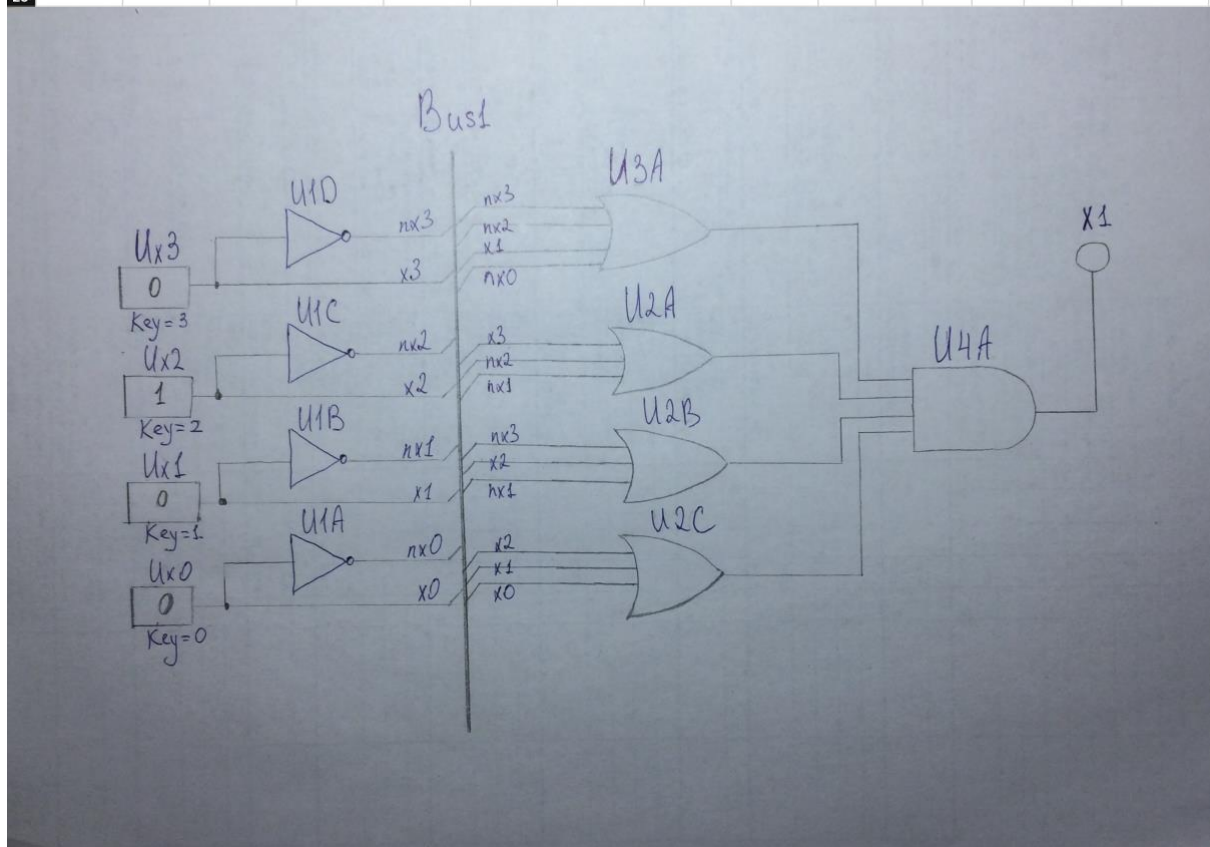 Bus1
U1D
nx3
nx3
U3A
nx2
x1
nx0
X1
Ux3
0
Key=3
x3
U1C
nx2
x3
U2A
nx2
nx1
U4A
Ux2
1
Key=2
x2
U1B
nx1
nx3
U2B
x2
nx1
Ux1
0
Key=1
x1
U1A
nx0
x2
U2C
x1
x0
Ux0
0
Key=0
x0